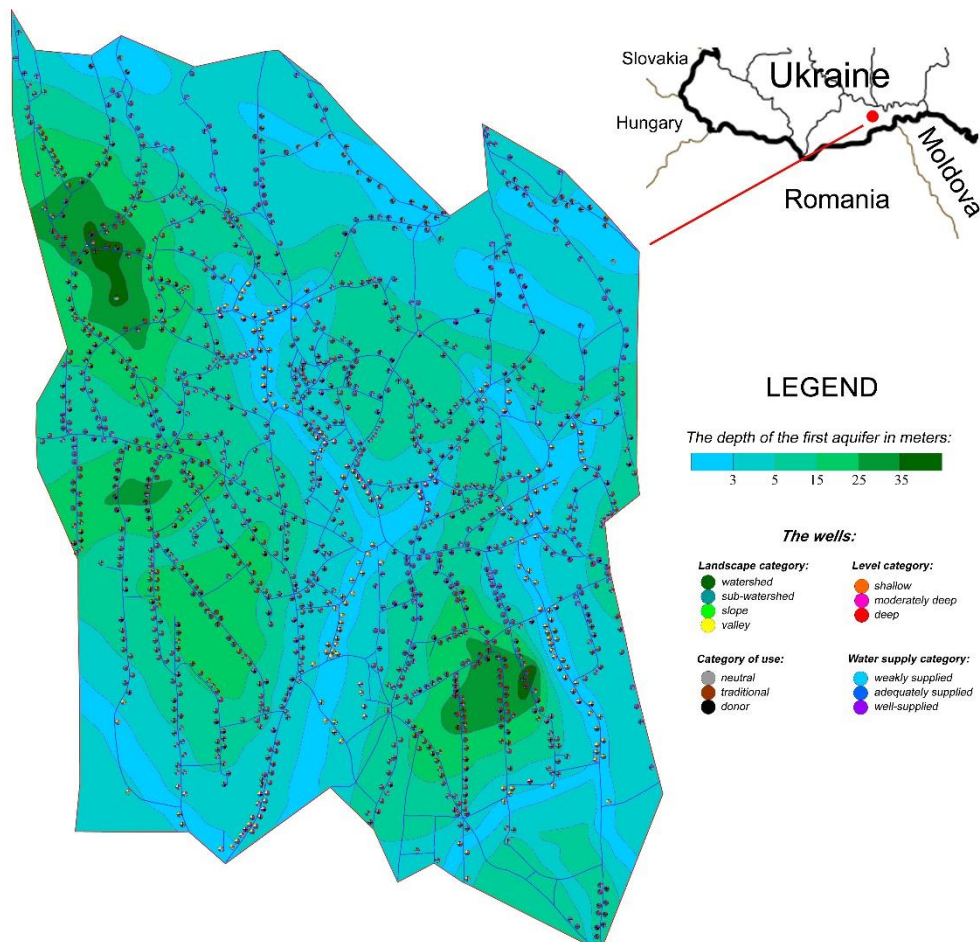 Slovakia
Ukraine
Hungary
Moldova
Romania
LEGEND
The depth of the first aquifer in meters:
3 5 15 25 35
The wells:
Landscape category:
watershed
sub-watershed
slope
valley
Level category:
shallow
moderately deep
deep
Category of use:
neutral
traditional
donor
Water supply category:
weakly supplied
adequately supplied
well-supplied